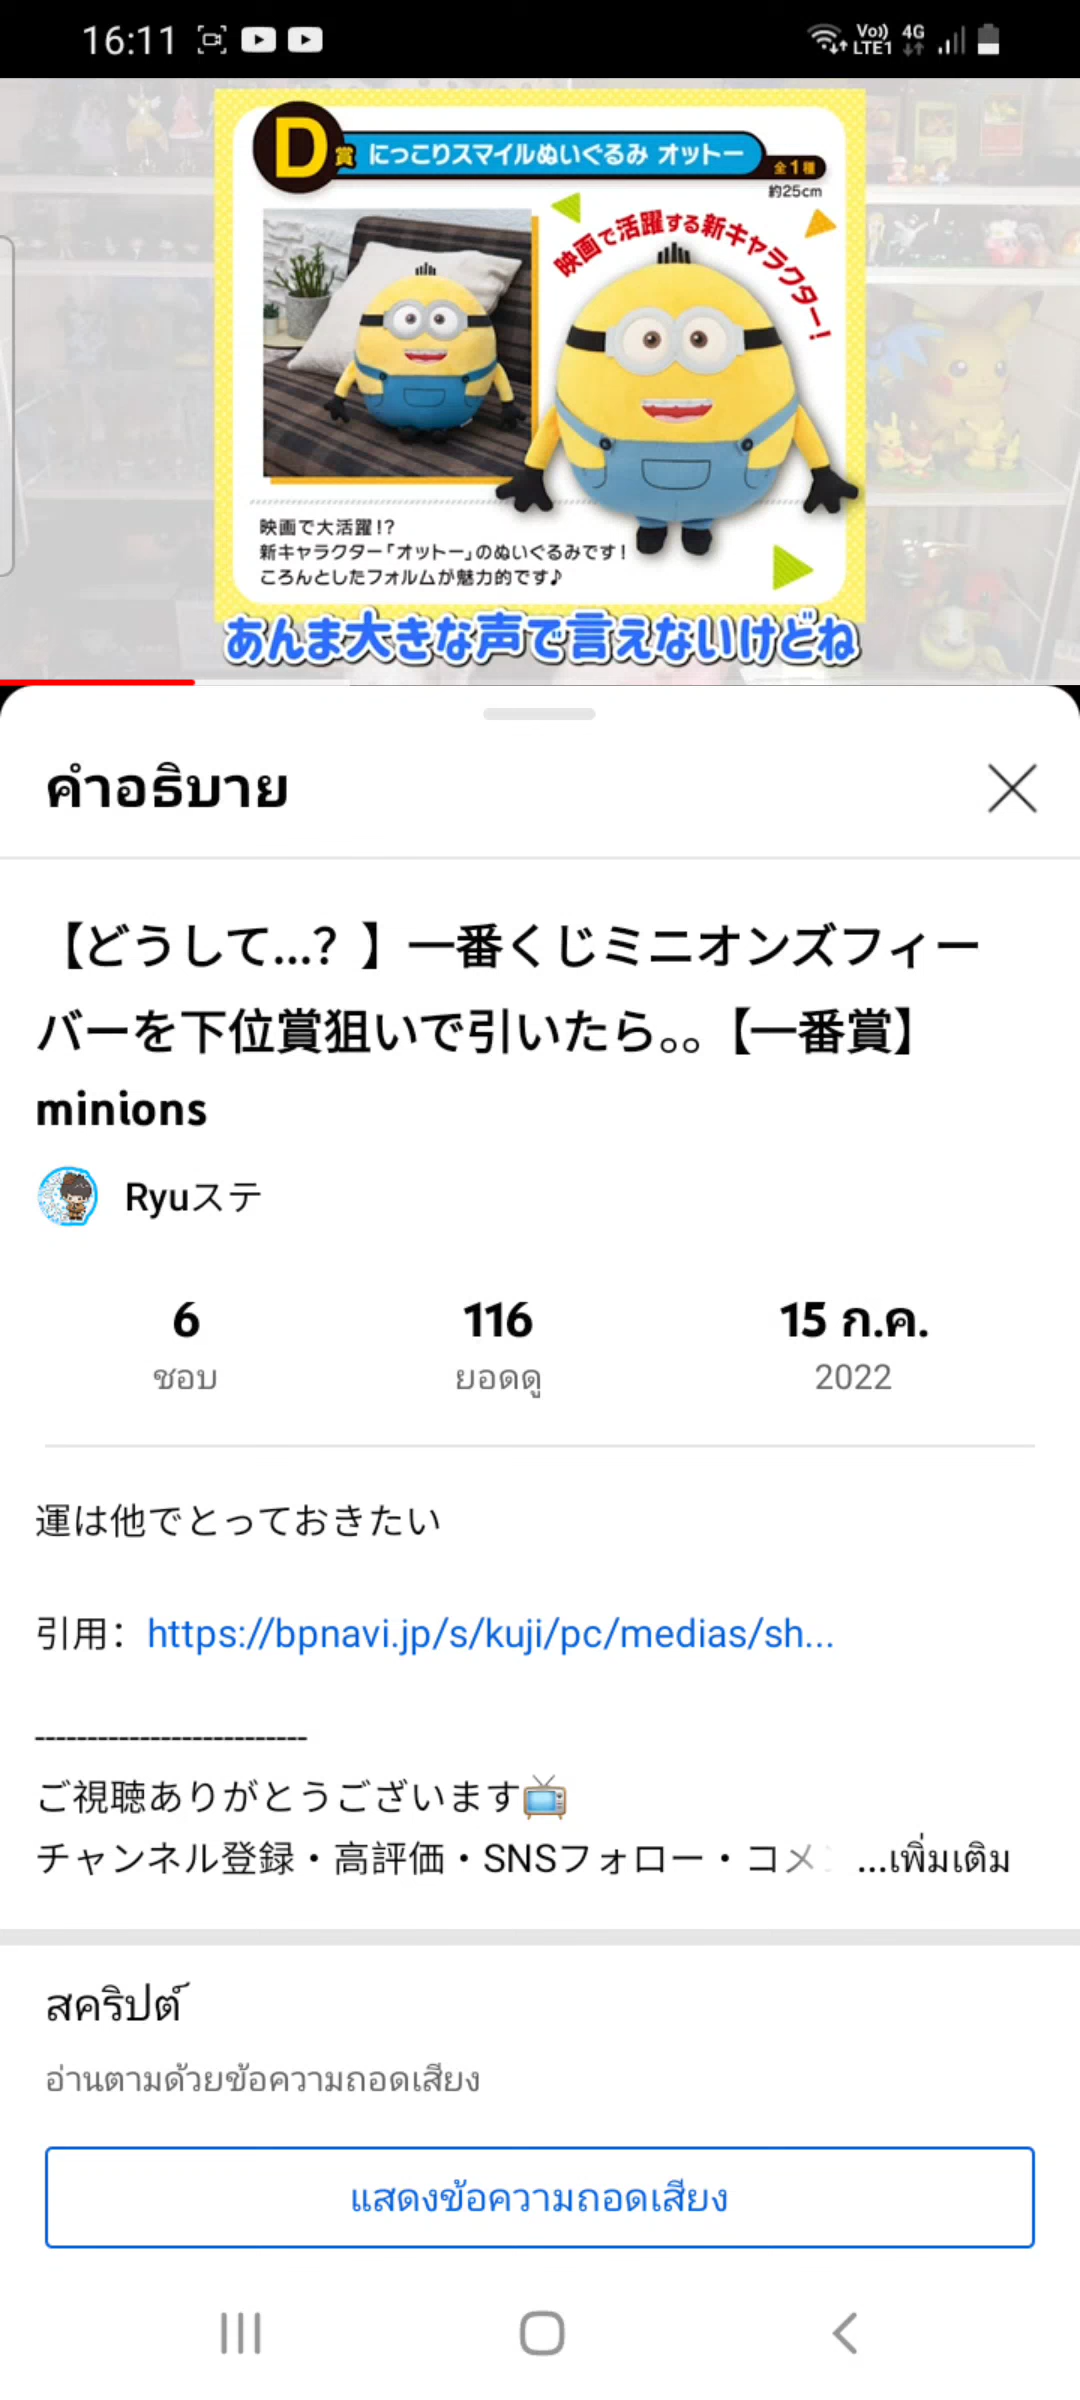 16:11
Vo)) LTE1 4G
D賞 にっこりスマイルぬいぐるみ オットー
全1種
約25cm
映画で活躍する新キャラクター!
映画で大活躍!?
新キャラクター「オットー」のぬいぐるみです!
ころんとしたフォルムが魅力的です♪
あんま大きな声で言えないけどね
คำอธิบาย
【どうして...? 】一番くじミニオンズフィー
バーを下位賞狙いで引いたら。。【一番賞】
minions
Ryuステ
6 116 15 ก.ค.
ชอบ ยอดดู 2022
運は他でとっておきたい
引用: https://bpnavi.jp/s/kuji/pc/medias/sh...
--------------------------
ご視聴ありがとうございます📺
チャンネル登録・高評価・SNSフォロー・コメ ...เพิ่มเติม
สคริปต์
อ่านตามด้วยข้อความถอดเสียง
แสดงข้อความถอดเสียง